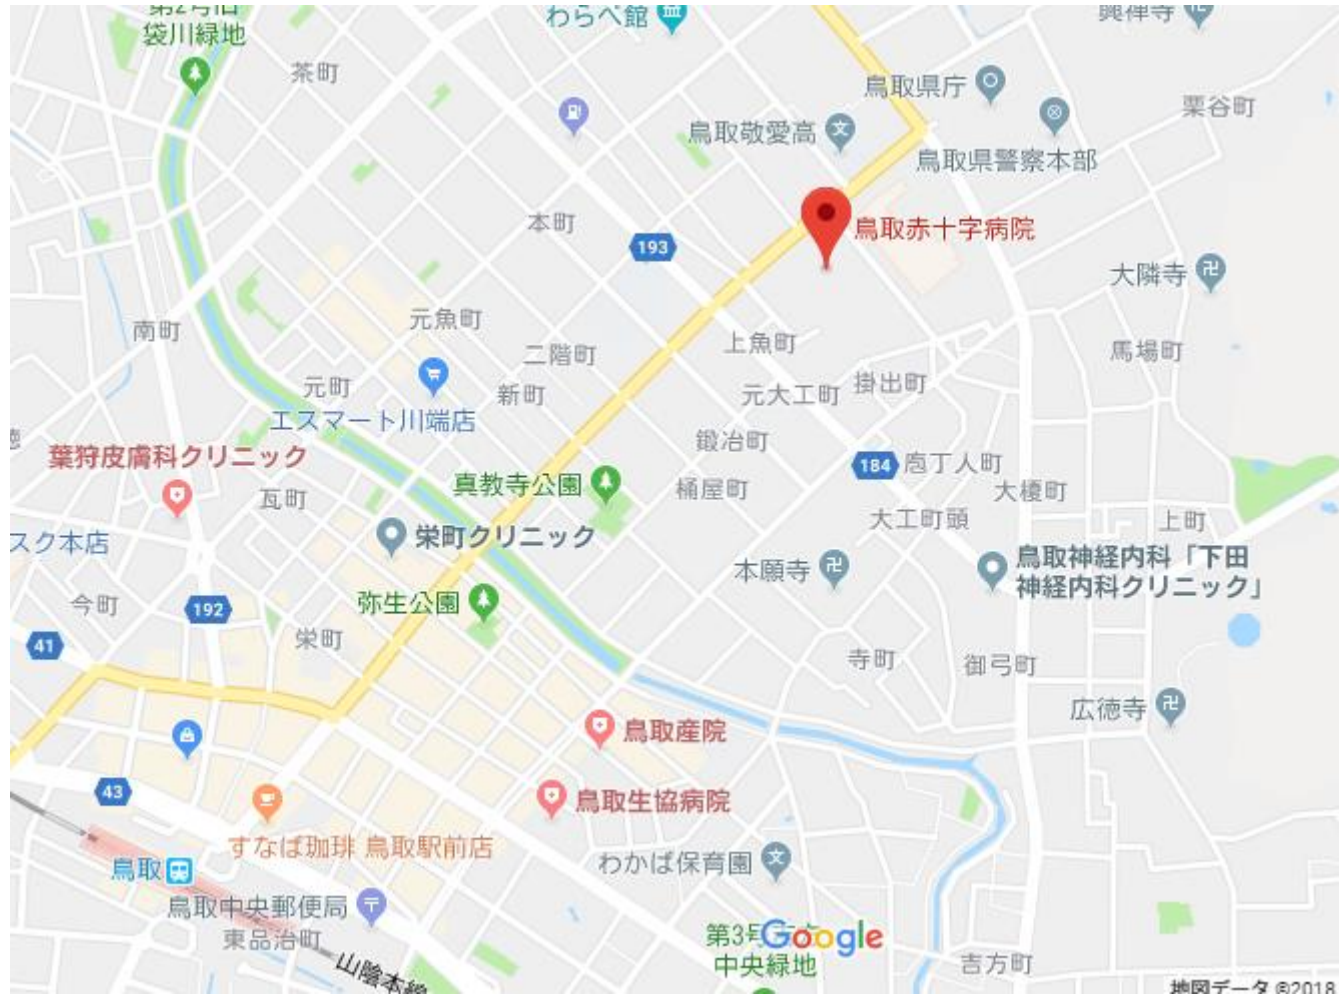 袋川緑地
わらべ館
興禅寺
茶町
鳥取県庁
栗谷町
鳥取敬愛高
鳥取県警察本部
本町
鳥取赤十字病院
193
大隣寺
元魚町
南町
上魚町
二階町
馬場町
元町
新町
元大工町
掛出町
エスマート川端店
鍛冶町
葉狩皮膚科クリニック
184
庖丁人町
真教寺公園
桶屋町
大榎町
瓦町
大工町頭
上町
栄町クリニック
スク本店
鳥取神経内科「下田
神経内科クリニック」
本願寺
弥生公園
今町
192
栄町
41
寺町
御弓町
広徳寺
鳥取産院
43
鳥取生協病院
すなば珈琲 鳥取駅前店
わかば保育園
鳥取
鳥取中央郵便局
東品治町
第3号
Google
中央緑地
山陰本線
吉方町
地図データ ©2018